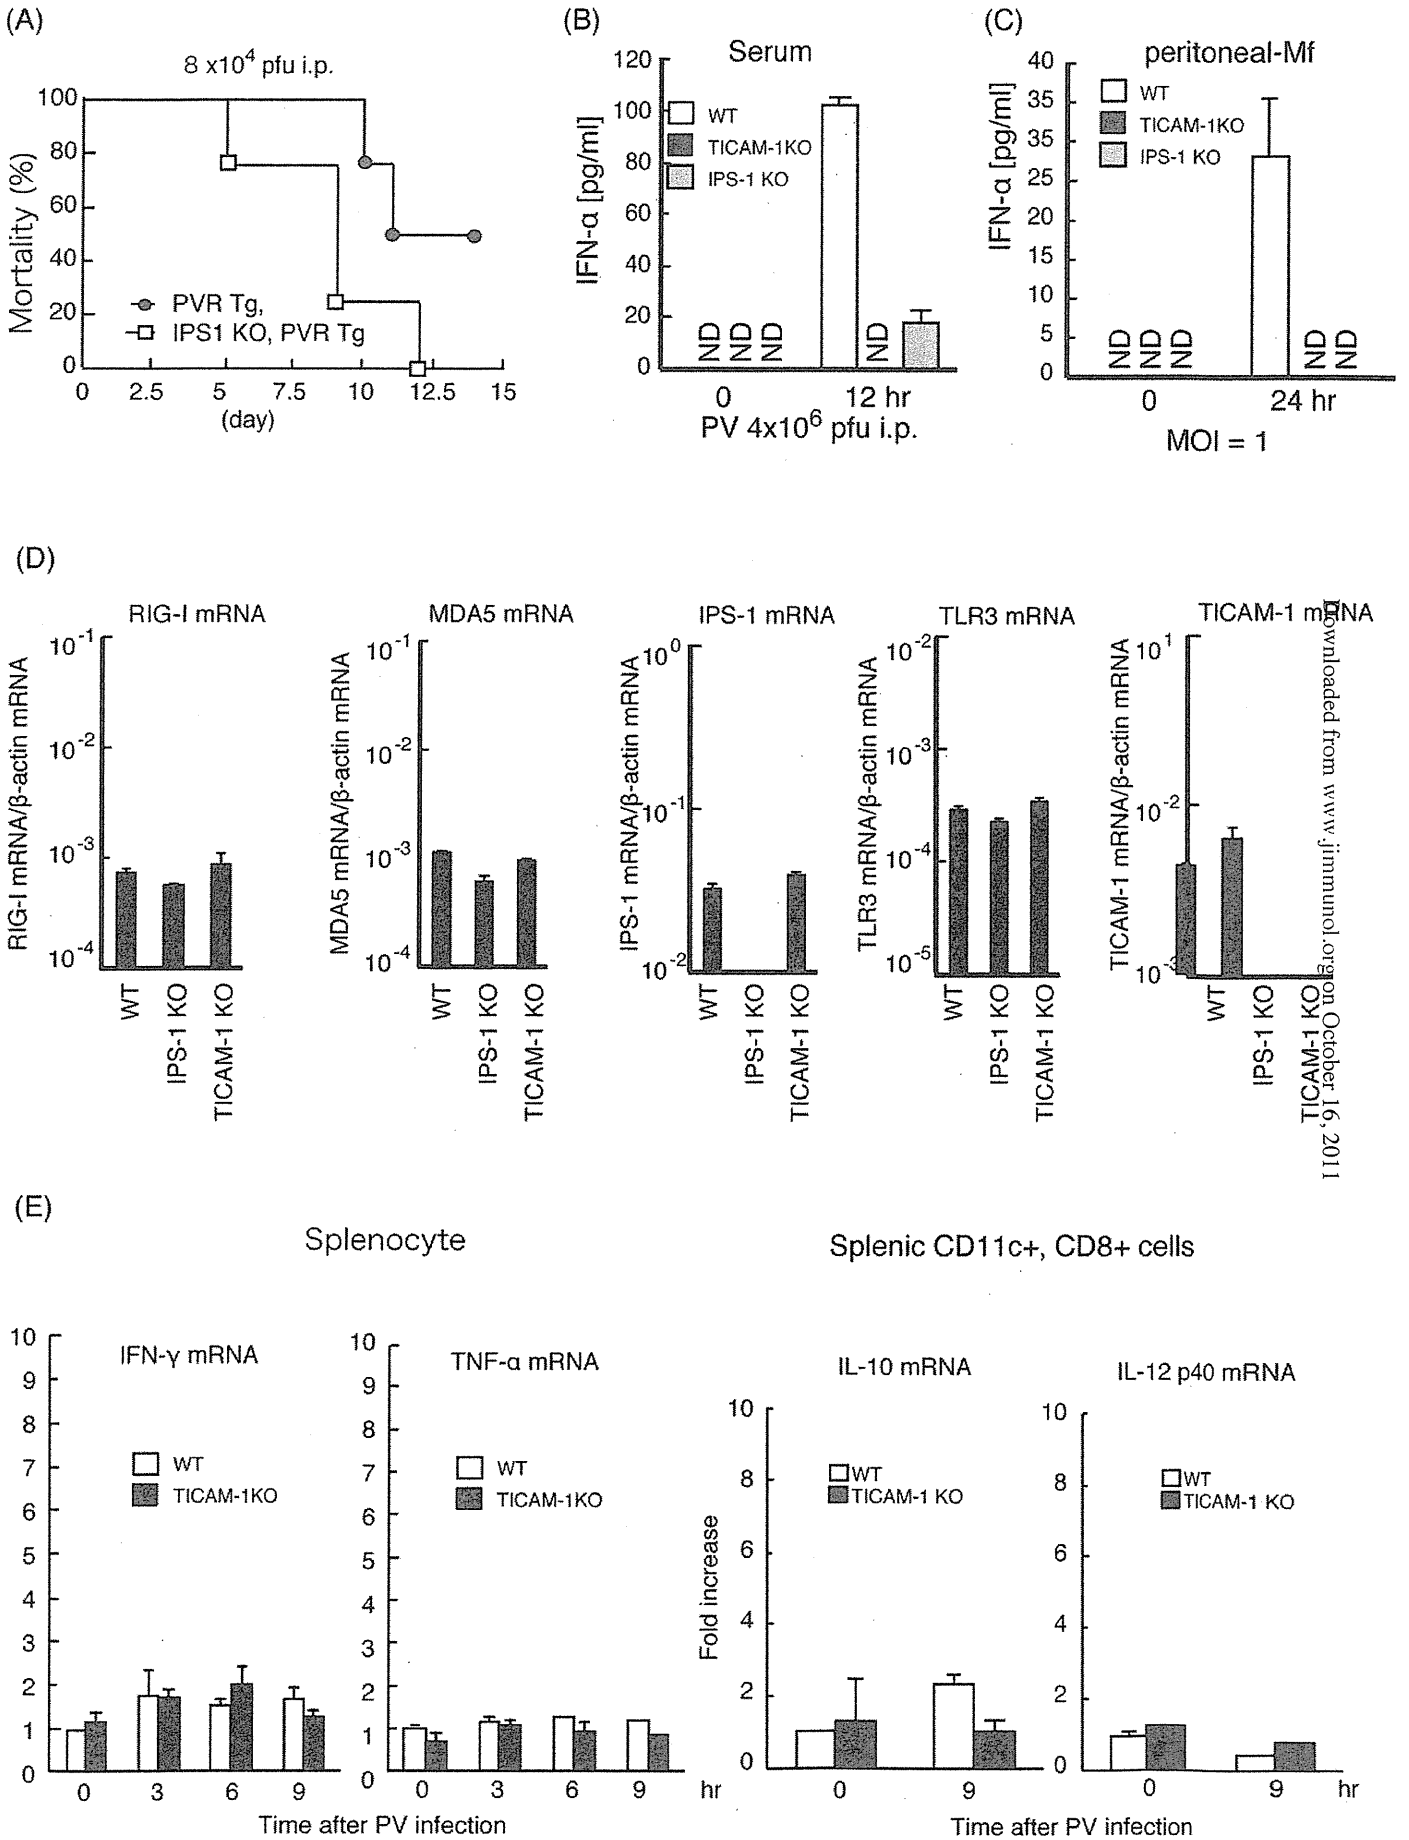 (A)
8 x10⁴ pfu i.p.
Mortality (%)
100
80
60
40
20
0
PVR Tg,
IPS1 KO, PVR Tg
0 2.5 5 7.5 10 12.5 15
(day)
(B)
Serum
IFN-α [pg/ml]
120
100
80
60
40
20
0
WT
TICAM-1KO
IPS-1 KO
ND ND ND ND
0 12 hr
PV 4x10⁶ pfu i.p.
(C)
peritoneal-Mf
IFN-α [pg/ml]
40
35
35
25
20
15
10
5
0
WT
TICAM-1KO
IPS-1 KO
ND ND ND ND ND
0 24 hr
MOI = 1
(D)
RIG-I mRNA
RIG-I mRNA/β-actin mRNA
10⁻¹
10⁻²
10⁻³
10⁻⁴
WT
IPS-1 KO
TICAM-1 KO
MDA5 mRNA
MDA5 mRNA/β-actin mRNA
10⁻¹
10⁻²
10⁻³
10⁻⁴
WT
IPS-1 KO
TICAM-1 KO
IPS-1 mRNA
IPS-1 mRNA/β-actin mRNA
10⁰
10⁻¹
10⁻²
WT
IPS-1 KO
TICAM-1 KO
TLR3 mRNA
TLR3 mRNA/β-actin mRNA
10⁻²
10⁻³
10⁻⁴
10⁻⁵
WT
IPS-1 KO
TICAM-1 KO
TICAM-1 mRNA
TICAM-1 mRNA/β-actin mRNA
10¹
10⁻²
10⁻³
WT
IPS-1 KO
TICAM-1 KO
Downloaded from www.jimmunol.org on October 16, 2011
(E)
Splenocyte
IFN-γ mRNA
10
9
8
7
6
5
4
3
2
1
0
WT
TICAM-1KO
0 3 6 9
TNF-α mRNA
10
9
8
7
6
5
4
3
2
1
0
WT
TICAM-1KO
0 3 6 9 hr
Time after PV infection
Splenic CD11c+, CD8+ cells
IL-10 mRNA
Fold increase
10
8
6
4
2
0
WT
TICAM-1 KO
0 9
IL-12 p40 mRNA
10
8
6
4
2
0
WT
TICAM-1 KO
0 9 hr
Time after PV infection